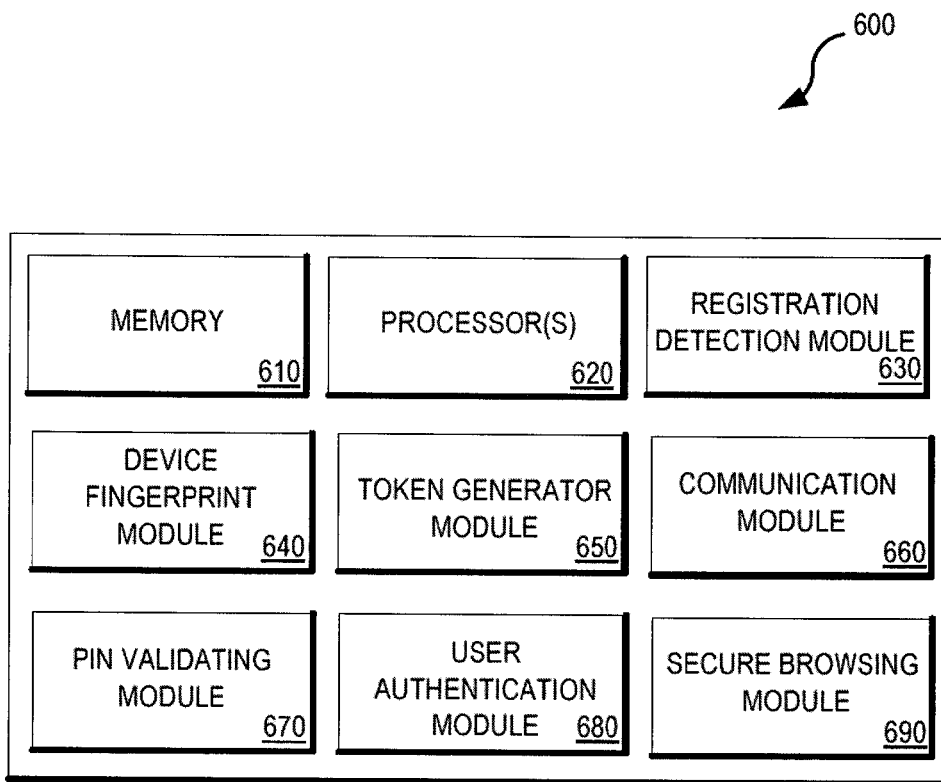 600
MEMORY
610
PROCESSOR(S)
620
REGISTRATION
DETECTION MODULE
630
DEVICE
FINGERPRINT
MODULE
640
TOKEN GENERATOR
MODULE
650
COMMUNICATION
MODULE
660
PIN VALIDATING
MODULE
670
USER
AUTHENTICATION
MODULE
680
SECURE BROWSING
MODULE
690